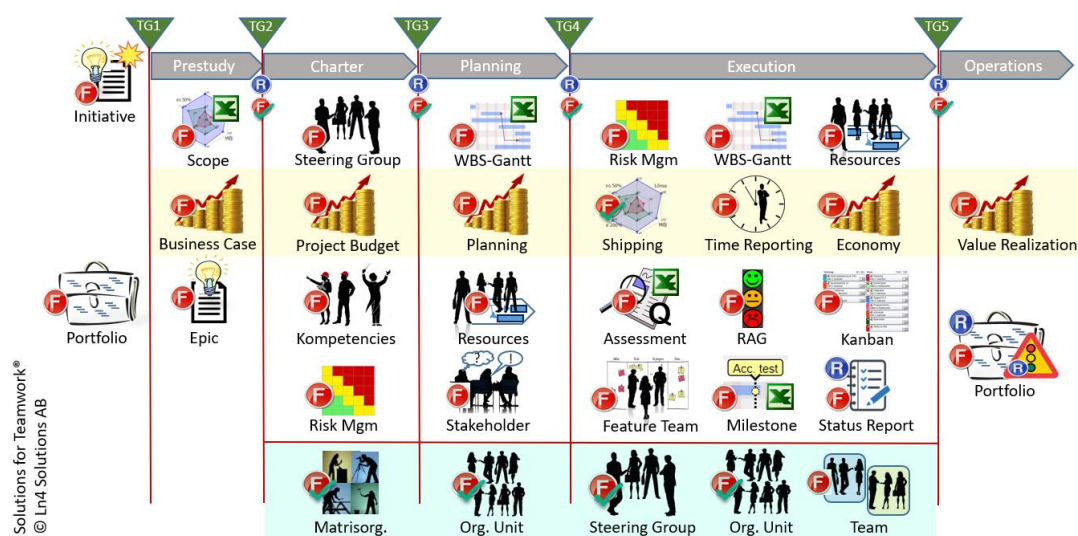 TG1
TG2
TG3
TG4
TG5
Prestudy
Charter
Planning
Execution
Operations
R
R
R
R
F
F
F
F
F
Initiative
F
Scope
F
Steering Group
F
WBS-Gantt
F
Risk Mgm
F
WBS-Gantt
F
Resources
F
Business Case
F
Project Budget
F
Planning
F
Shipping
F
Time Reporting
F
Economy
F
Value Realization
F
Portfolio
F
Epic
F
Kompetencies
F
Resources
F
Q
Assessment
F
RAG
F
Kanban
R
F
R
Portfolio
F
Risk Mgm
? !
F
Stakeholder
F
Feature Team
Acc. test
F
Milestone
R
F
Status Report
F
Matrisorg.
F
Org. Unit
F
Steering Group
F
Org. Unit
F
Team
Solutions for Teamwork®
© Ln4 Solutions AB